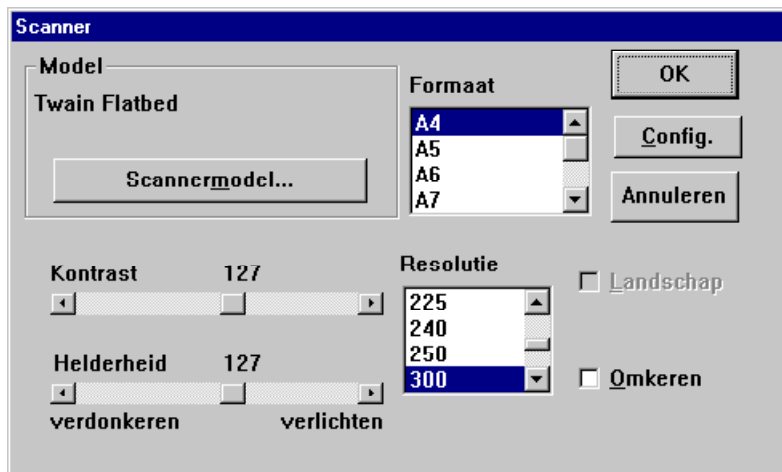 Scanner
Model
Twain Flatbed
Scannermodel...
Formaat
A4
A5
A6
A7
OK
Config.
Annuleren
Kontrast 127
Helderheid 127
verdonkeren verlichten
Resolutie
225
240
250
300
Landschap
Omkeren